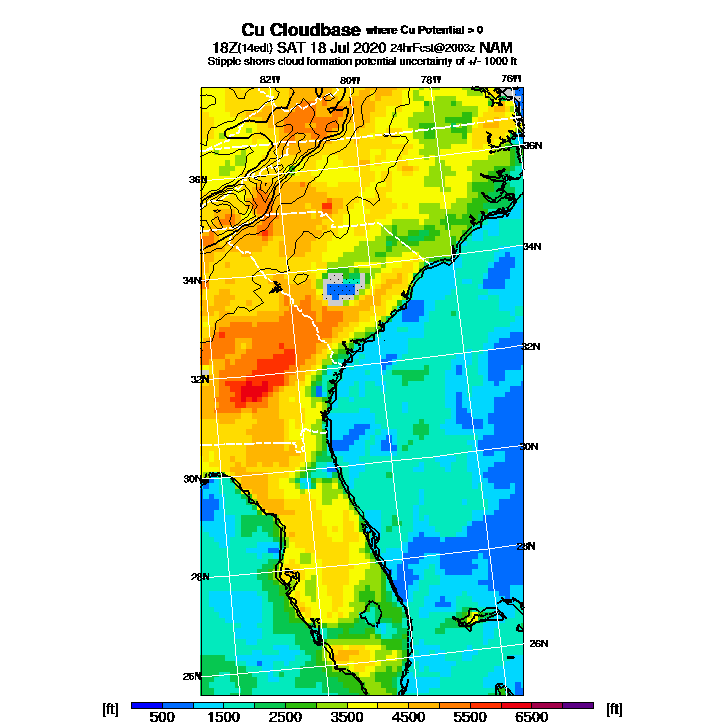 Cu Cloudbase where Cu Potential > 0
18Z(14edt) SAT 18 Jul 2020 24hrFcst@2003z NAM
Stipple shows cloud formation potential uncertainty of +/- 1000 ft
82W 80W 78W 76W
36N
36N
34N
34N
32N
32N
30N
30N
28N
28N
26N
26N
[ft] 500 1500 2500 3500 4500 5500 6500 [ft]